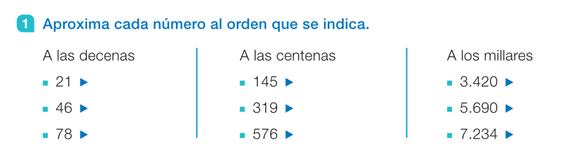 1 Aproxima cada número al orden que se indica.
A las decenas
21
46
78
A las centenas
145
319
576
A los millares
3.420
5.690
7.234